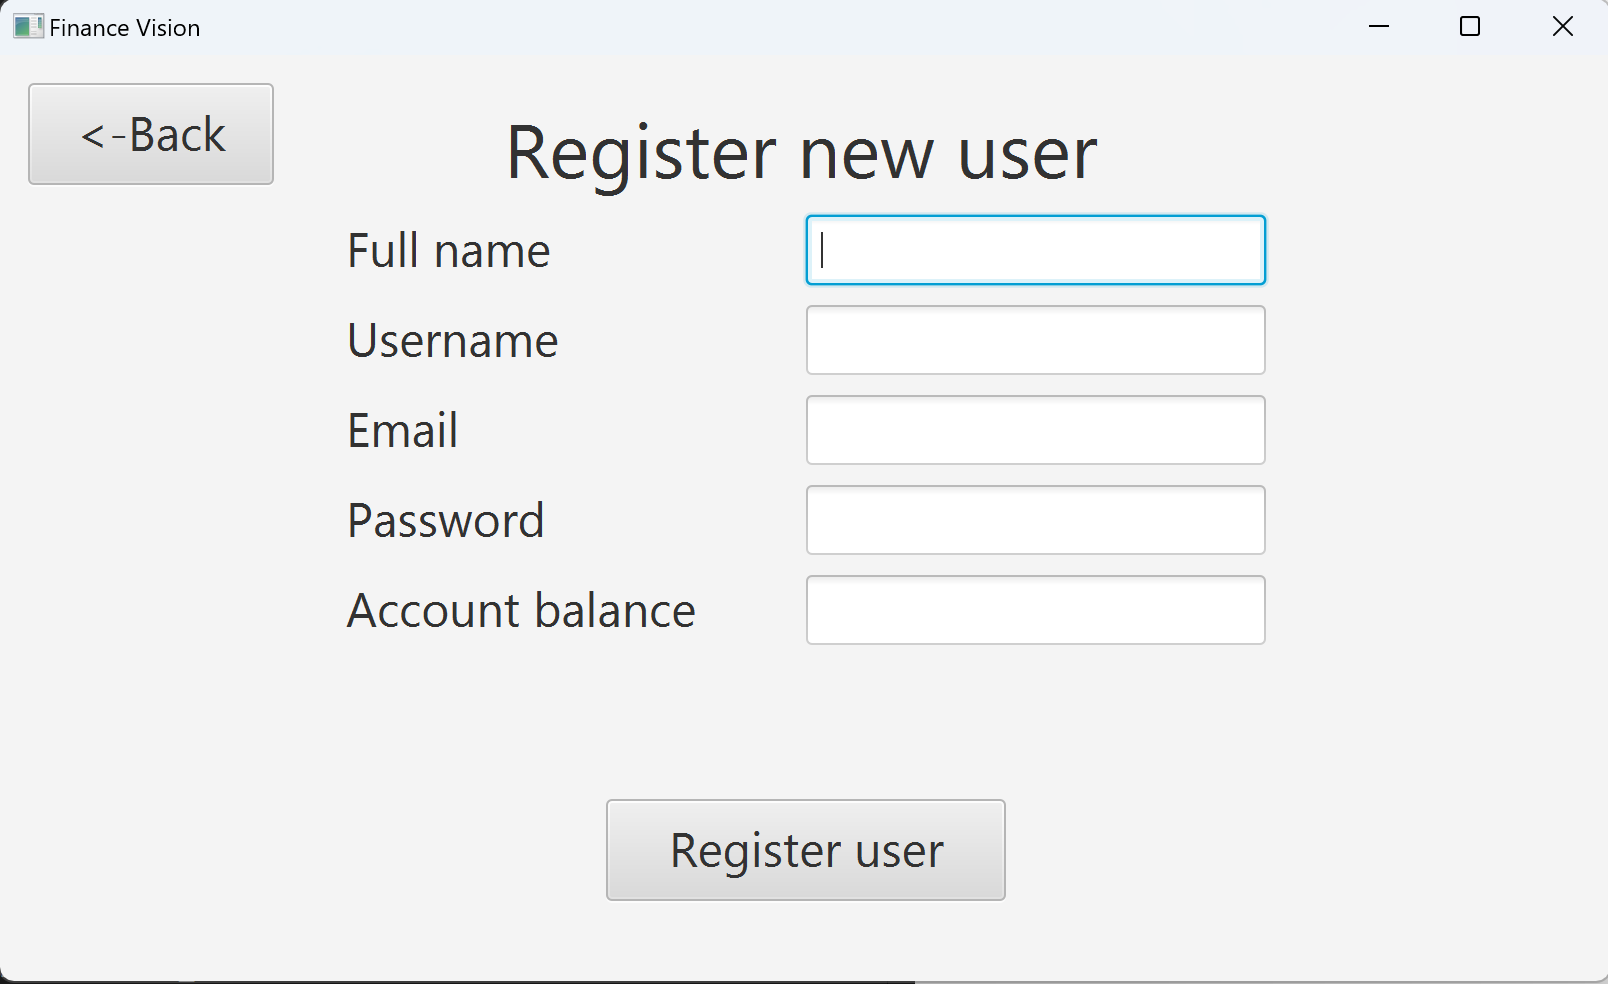 Finance Vision
<-Back
Register new user
Full name
Username
Email
Password
Account balance
Register user